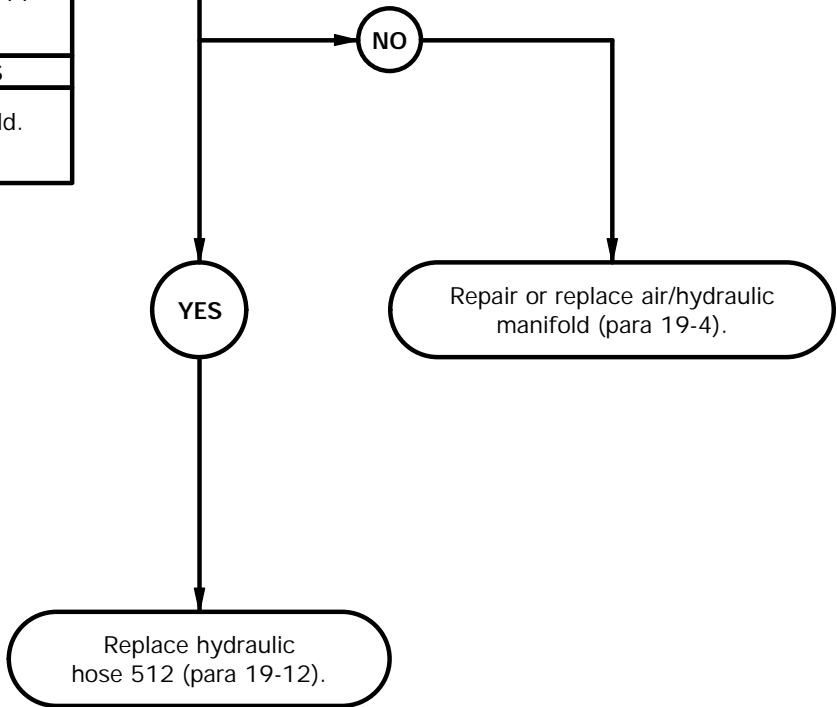 NO
YES
Repair or replace air/hydraulic
manifold (para 19-4).
Replace hydraulic
hose 512 (para 19-12).